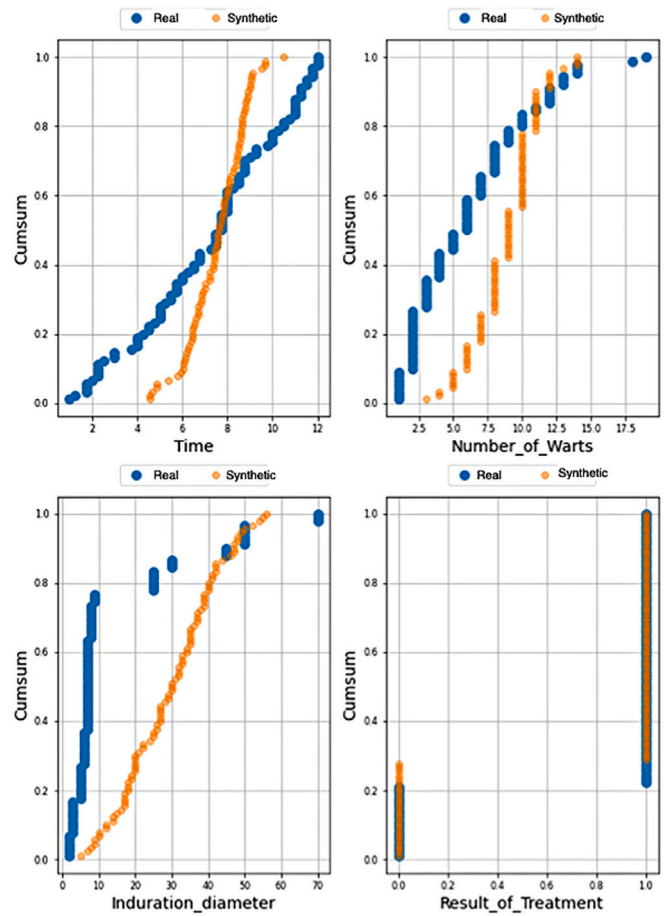 Real Synthetic
Real Synthetic
1.0
0.8
0.6
0.4
0.2
0.0
Cumsum
2 4 6 8 10 12
Time
1.0
0.8
0.6
0.4
0.2
0.0
Cumsum
2.5 5.0 7.5 10.0 12.5 15.0 17.5
Number_of_Warts
Real Synthetic
Real Synthetic
1.0
0.8
0.6
0.4
0.2
0.0
Cumsum
0 10 20 30 40 50 60 70
Induration_diameter
1.0
0.8
0.6
0.4
0.2
0.0
Cumsum
0.0 0.2 0.4 0.6 0.8 1.0
Result_of_Treatment